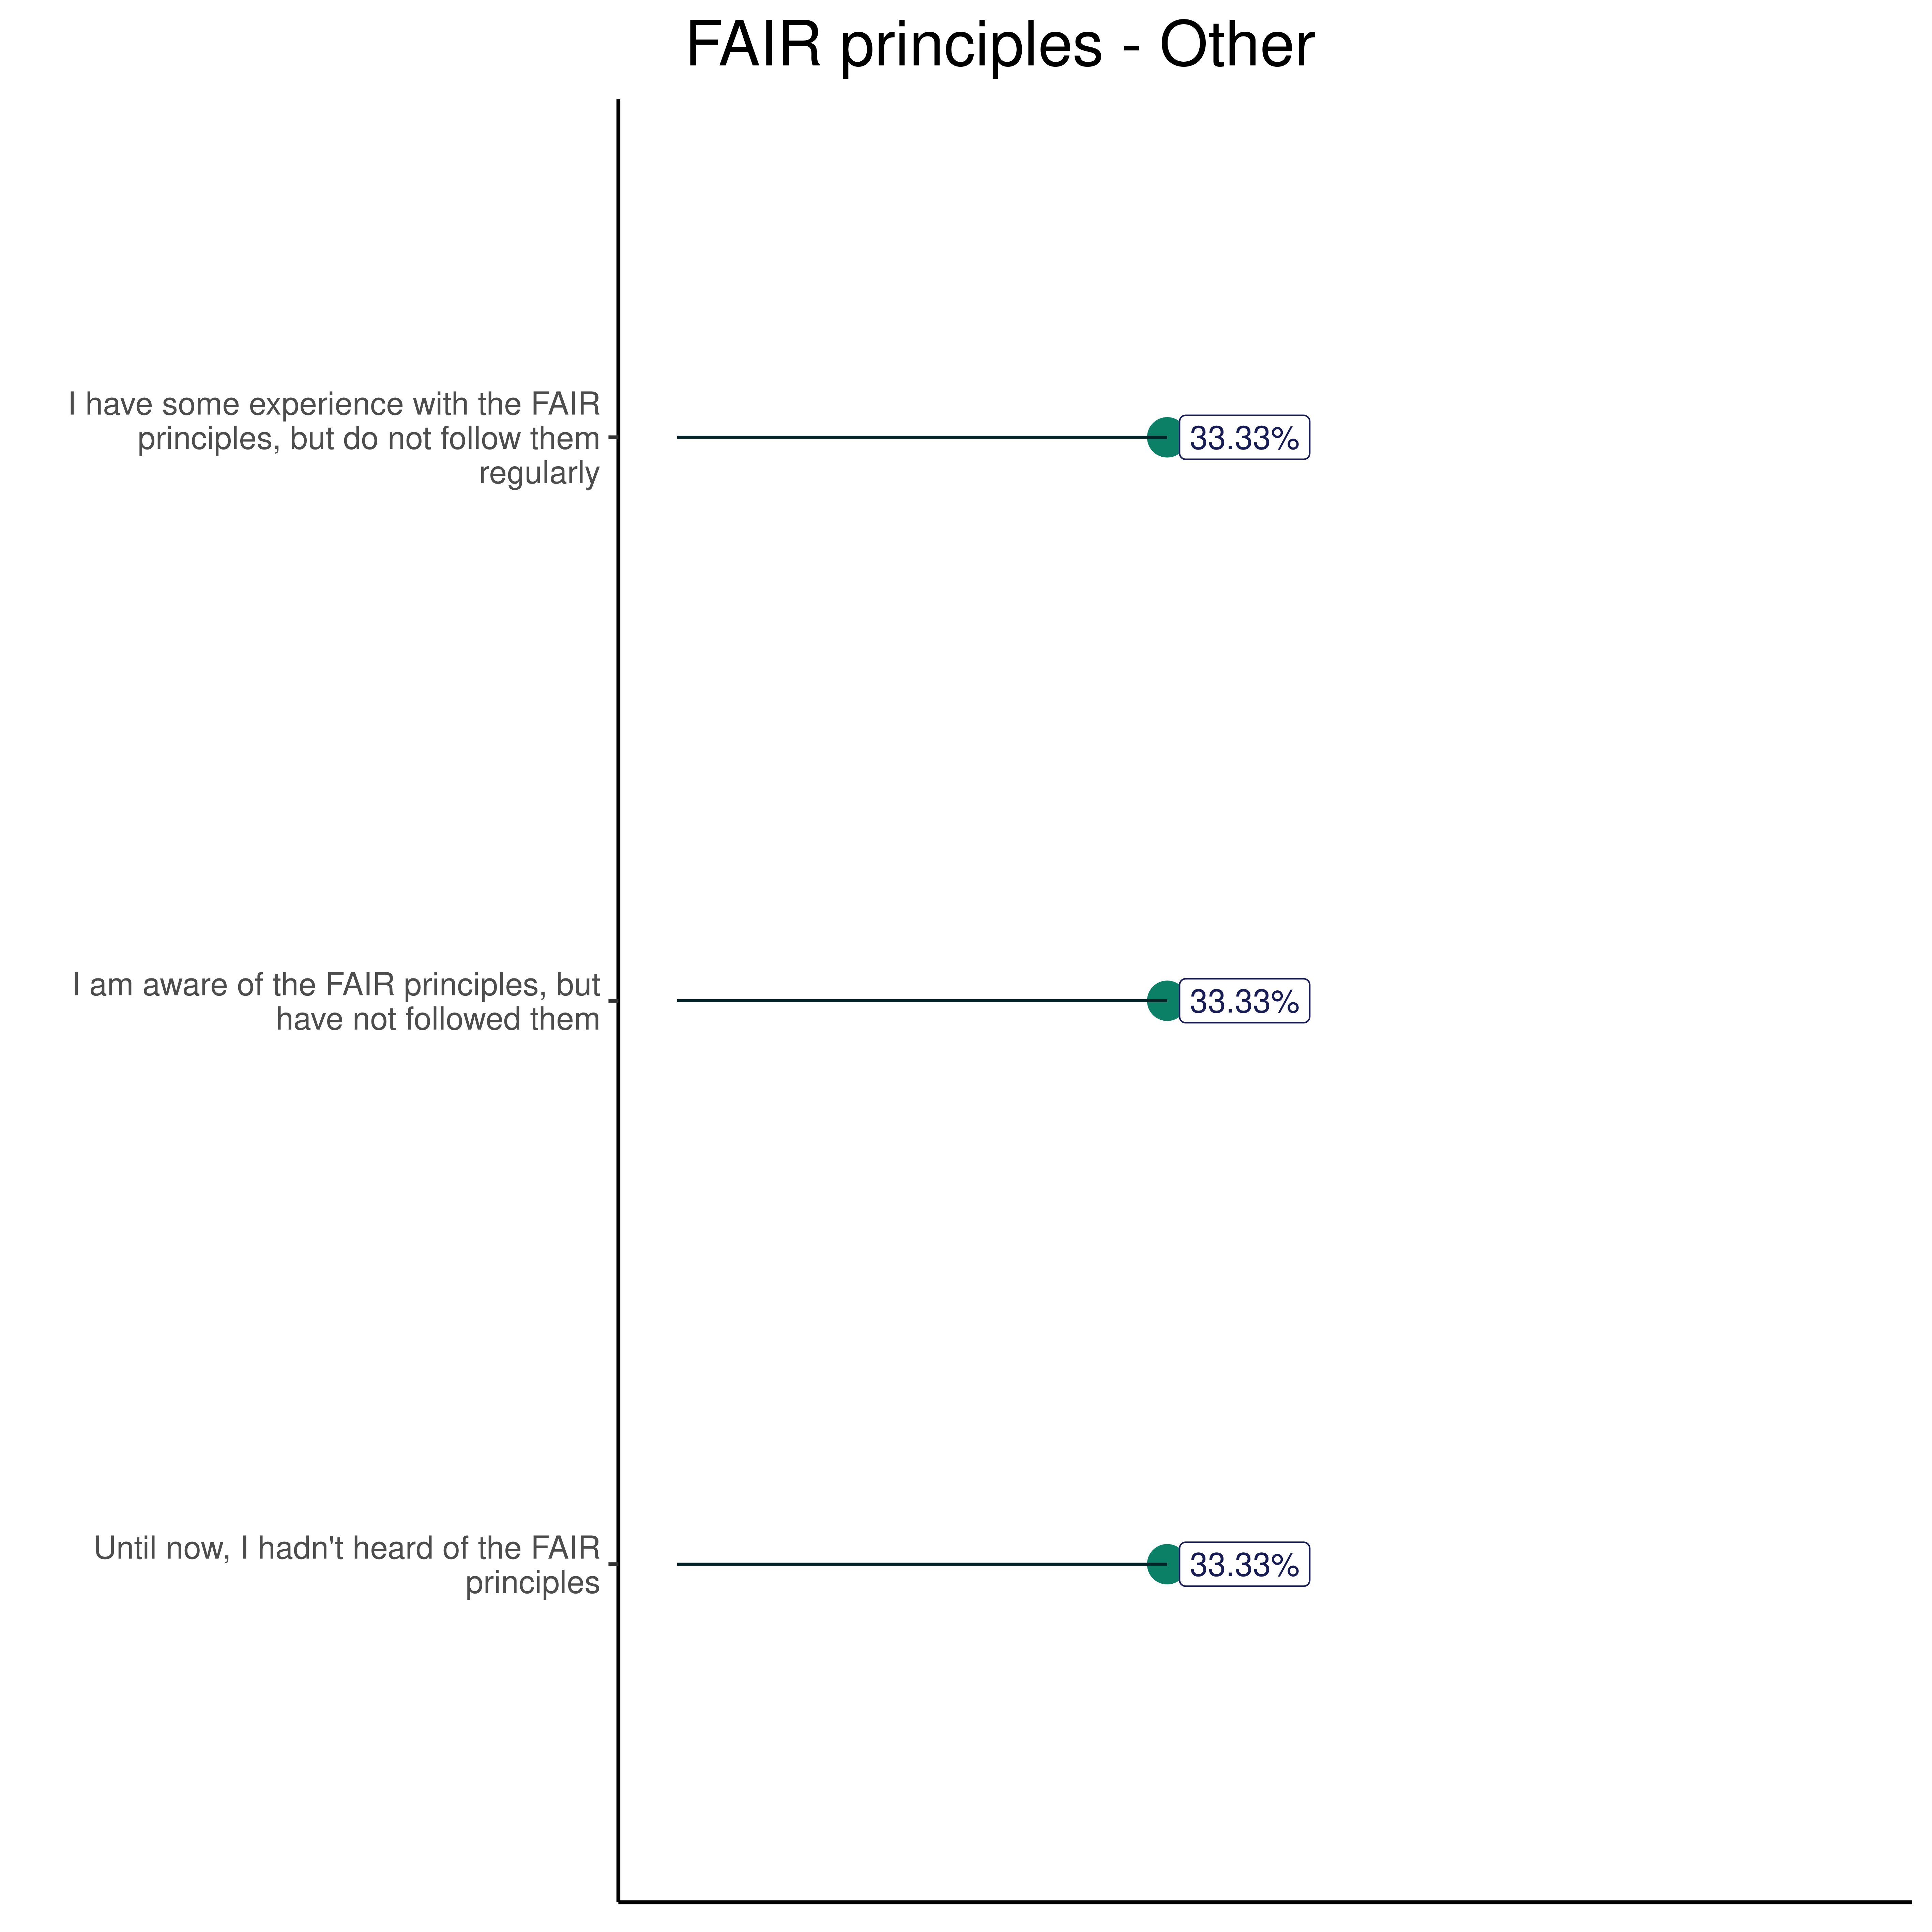 FAIR principles - Other
I have some experience with the FAIR
principles, but do not follow them
regularly
33.33%
I am aware of the FAIR principles, but
have not followed them
33.33%
Until now, I hadn't heard of the FAIR
principles
33.33%